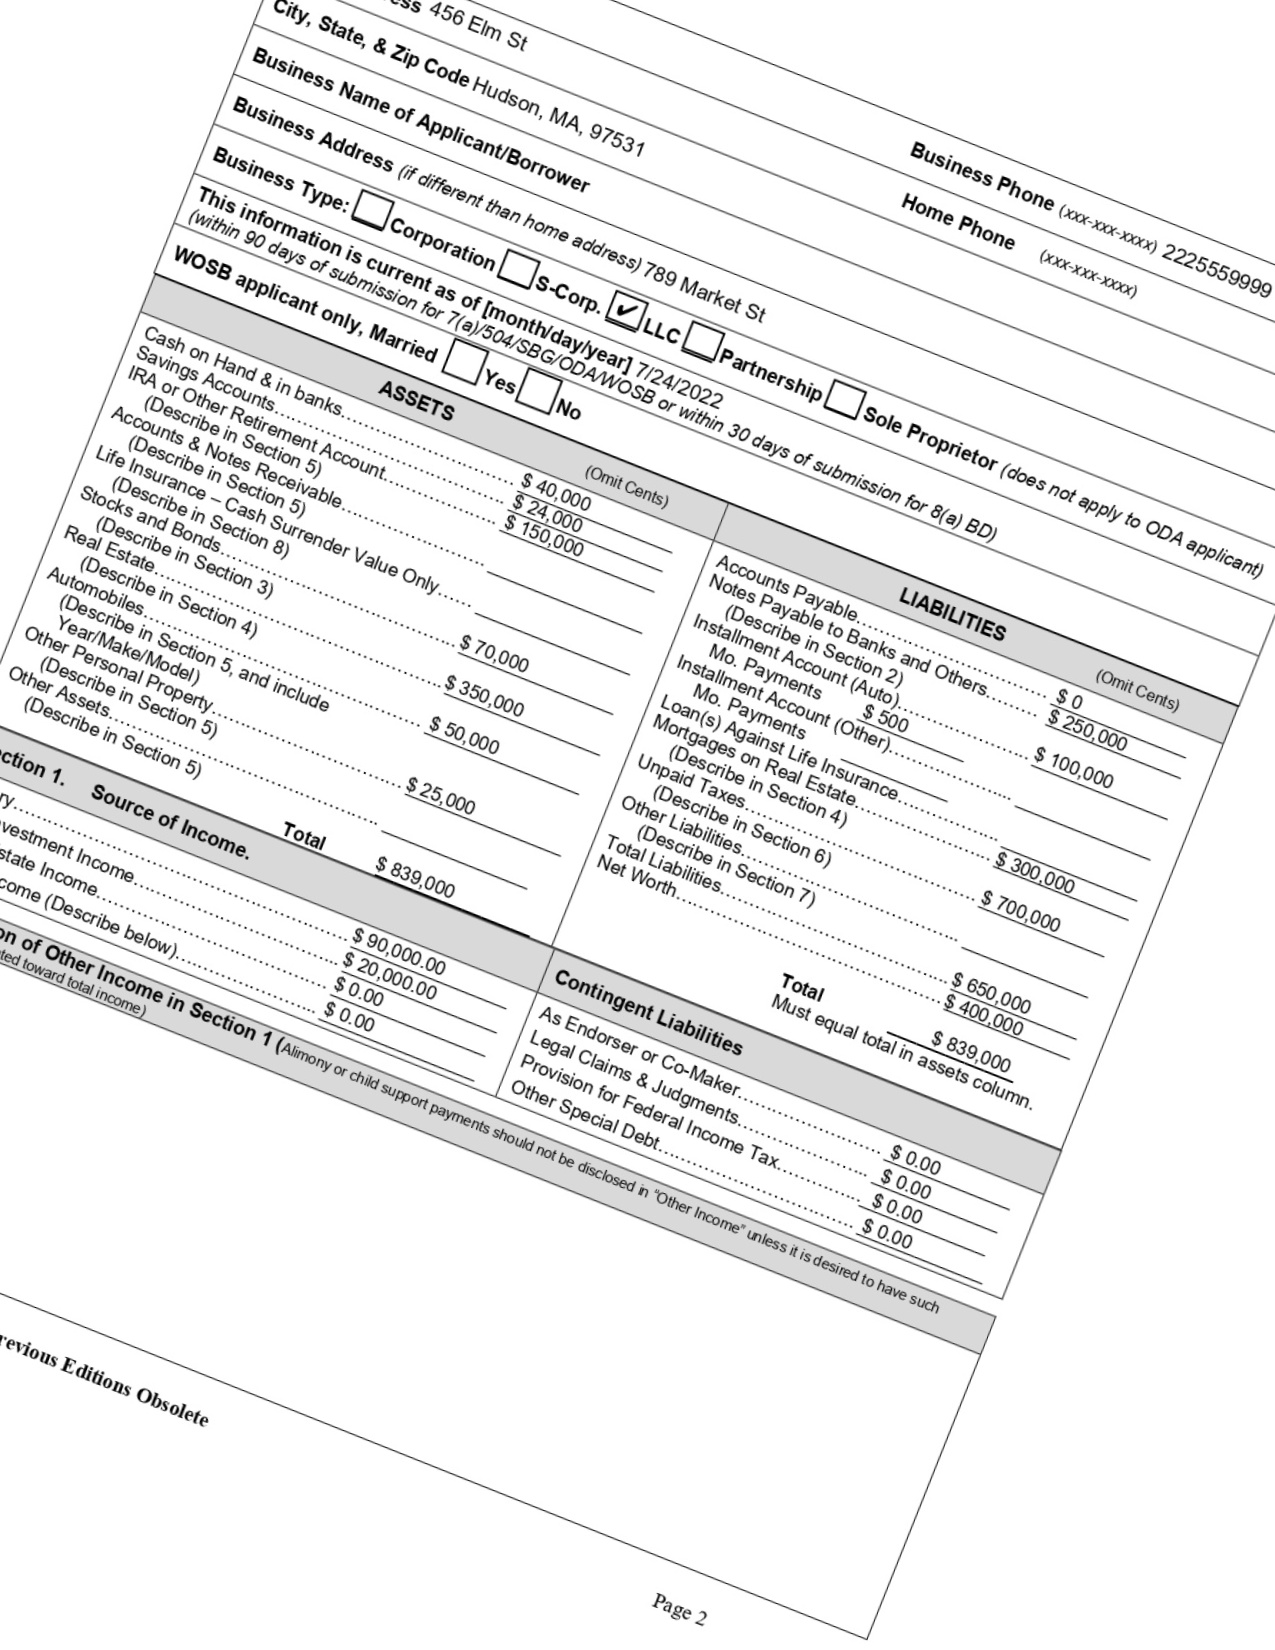 ess 456 Elm St
City, State, & Zip Code Hudson, MA, 97531
Business Phone (xxx-xxx-xxxx) 2225559999
Business Name of Applicant/Borrower
Home Phone (xxx-xxx-xxxx)
Business Address (if different than home address) 789 Market St
Business Type: Corporation S-Corp. ✔ LLC Partnership Sole Proprietor (does not apply to ODA applicant)
This information is current as of [month/day/year] 7/24/2022
(within 90 days of submission for 7(a)/504/SBG/ODA/WOSB or within 30 days of submission for 8(a) BD)
WOSB applicant only, Married Yes No
ASSETS (Omit Cents)
Cash on Hand & in banks $ 40,000
Savings Accounts $ 24,000
IRA or Other Retirement Account $ 150,000
(Describe in Section 5)
Accounts & Notes Receivable
(Describe in Section 5)
Life Insurance – Cash Surrender Value Only
(Describe in Section 8)
Stocks and Bonds $ 70,000
(Describe in Section 3)
Real Estate $ 350,000
(Describe in Section 4)
Automobiles $ 50,000
(Describe in Section 5, and include
Year/Make/Model)
Other Personal Property $ 25,000
(Describe in Section 5)
Other Assets
(Describe in Section 5)
Total $ 839,000
LIABILITIES (Omit Cents)
Accounts Payable $ 0
Notes Payable to Banks and Others $ 250,000
(Describe in Section 2)
Installment Account (Auto) $ 100,000
Mo. Payments $ 500
Installment Account (Other)
Mo. Payments
Loan(s) Against Life Insurance
Mortgages on Real Estate $ 300,000
(Describe in Section 4)
Unpaid Taxes $ 700,000
(Describe in Section 6)
Other Liabilities
(Describe in Section 7)
Total Liabilities $ 650,000
Net Worth $ 400,000
Total $ 839,000
Must equal total in assets column.
ection 1. Source of Income.
ry $ 90,000.00
vestment Income $ 20,000.00
state Income $ 0.00
come (Describe below) $ 0.00
Contingent Liabilities
As Endorser or Co-Maker $ 0.00
Legal Claims & Judgments $ 0.00
Provision for Federal Income Tax $ 0.00
Other Special Debt $ 0.00
on of Other Income in Section 1 (Alimony or child support payments should not be disclosed in "Other Income" unless it is desired to have such
ted toward total income)
revious Editions Obsolete
Page 2